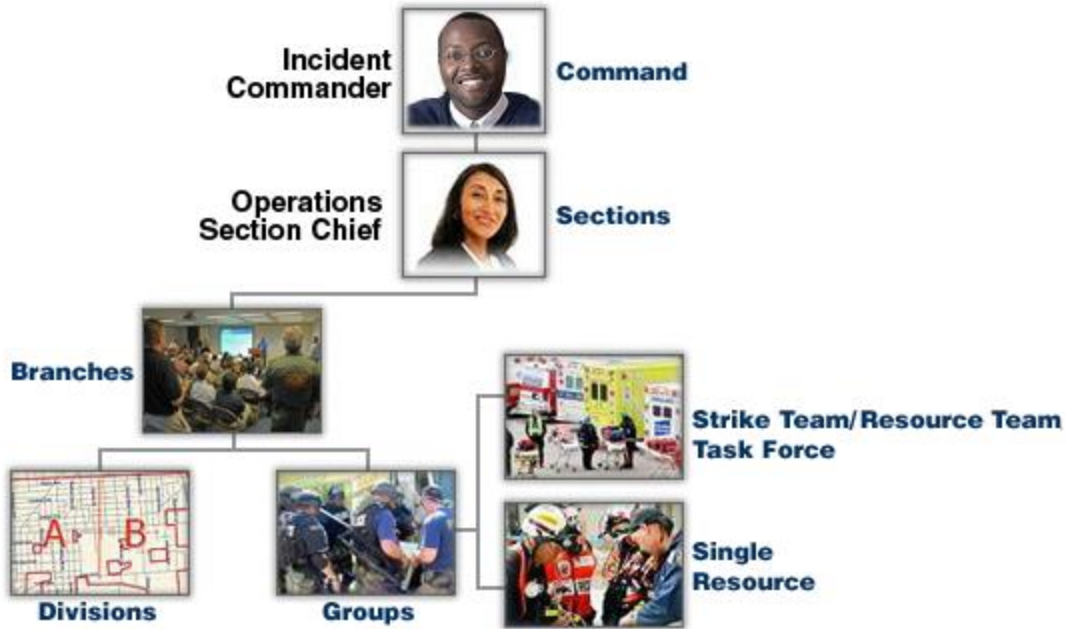 Incident
Commander
Command
Operations
Section Chief
Sections
Branches
Strike Team/Resource Team
Task Force
A B
Single
Resource
Divisions
Groups